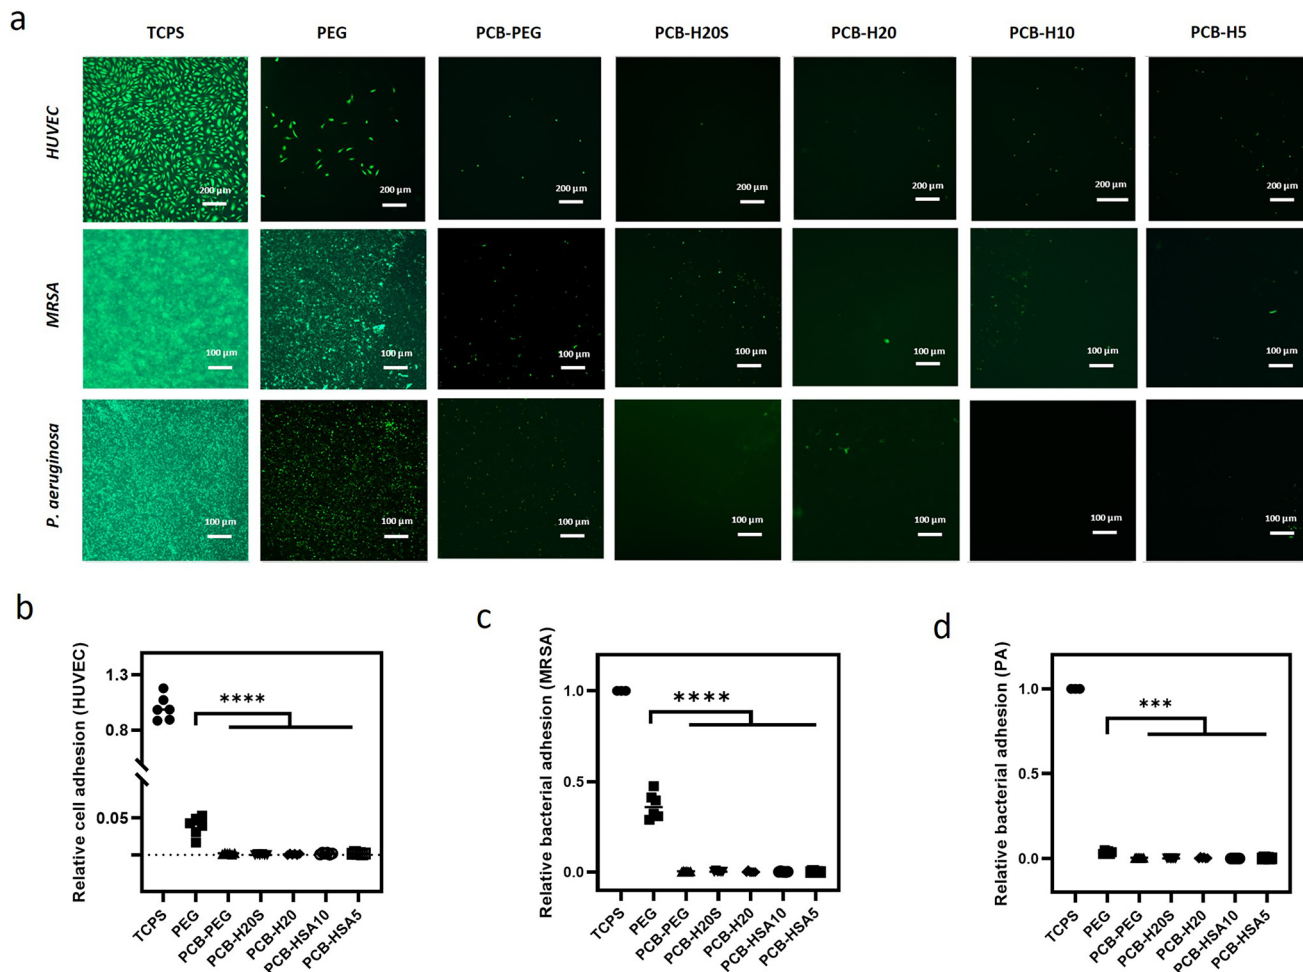 a
TCPS PEG PCB-PEG PCB-H20S PCB-H20 PCB-H10 PCB-H5
HUVEC
200 μm 200 μm 200 μm 200 μm 200 μm 200 μm 200 μm
MRSA
100 μm 100 μm 100 μm 100 μm 100 μm 100 μm 100 μm
P. aeruginosa
100 μm 100 μm 100 μm 100 μm 100 μm 100 μm 100 μm
b
Relative cell adhesion (HUVEC)
1.3
0.8
0.05
****
TCPS
PEG
PCB-PEG
PCB-H20S
PCB-H20
PCB-HSA10
PCB-HSA5
c
Relative bacterial adhesion (MRSA)
1.0
0.5
0.0
****
TCPS
PEG
PCB-PEG
PCB-H20S
PCB-H20
PCB-HSA10
PCB-HSA5
d
Relative bacterial adhesion (PA)
1.0
0.5
0.0
***
TCPS
PEG
PCB-PEG
PCB-H20S
PCB-H20
PCB-HSA10
PCB-HSA5